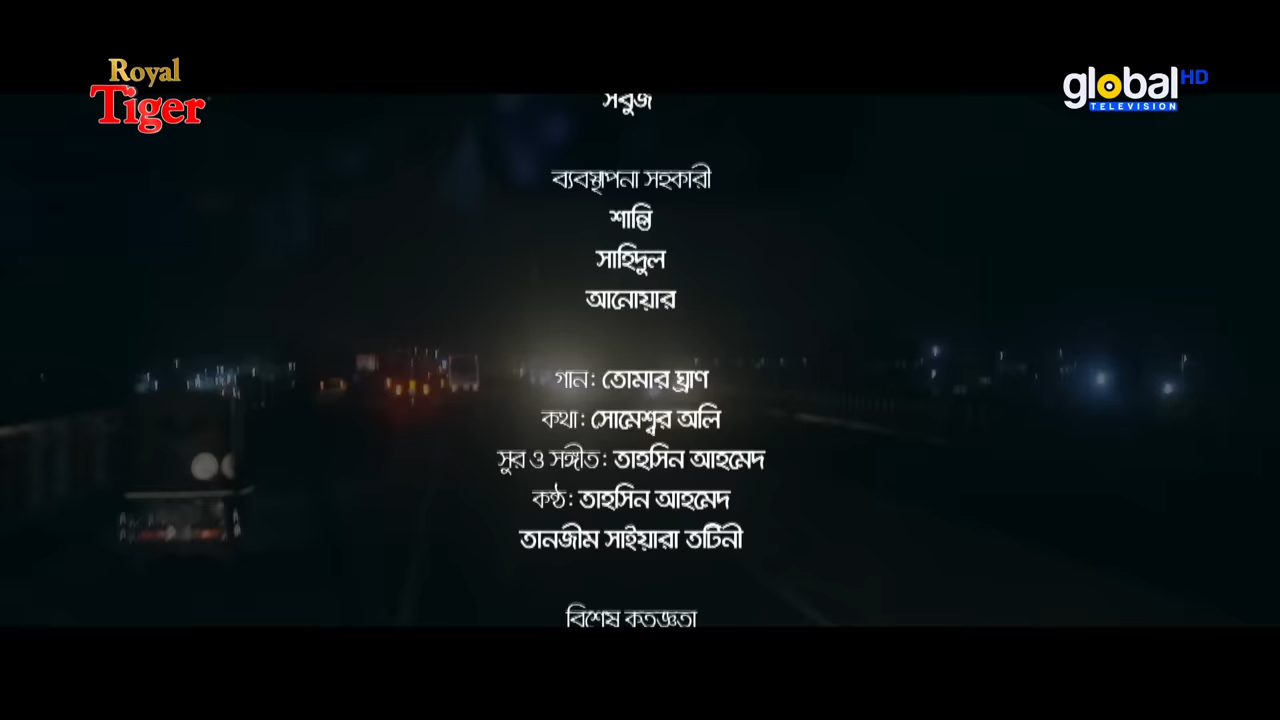 Royal
Tiger
global HD
TELEVISION
সবুজ
ব্যবস্থাপনা সহকারী
শান্তি
সাহিদুল
আনোয়ার
গান: তোমার ঘ্রাণ
কথা: সোমেশ্বর অলি
সুর ও সঙ্গীত: তাহসিন আহমেদ
কণ্ঠ: তাহসিন আহমেদ
তানজীম সাইয়ারা তটিনী
বিশেষ কৃতজ্ঞতা